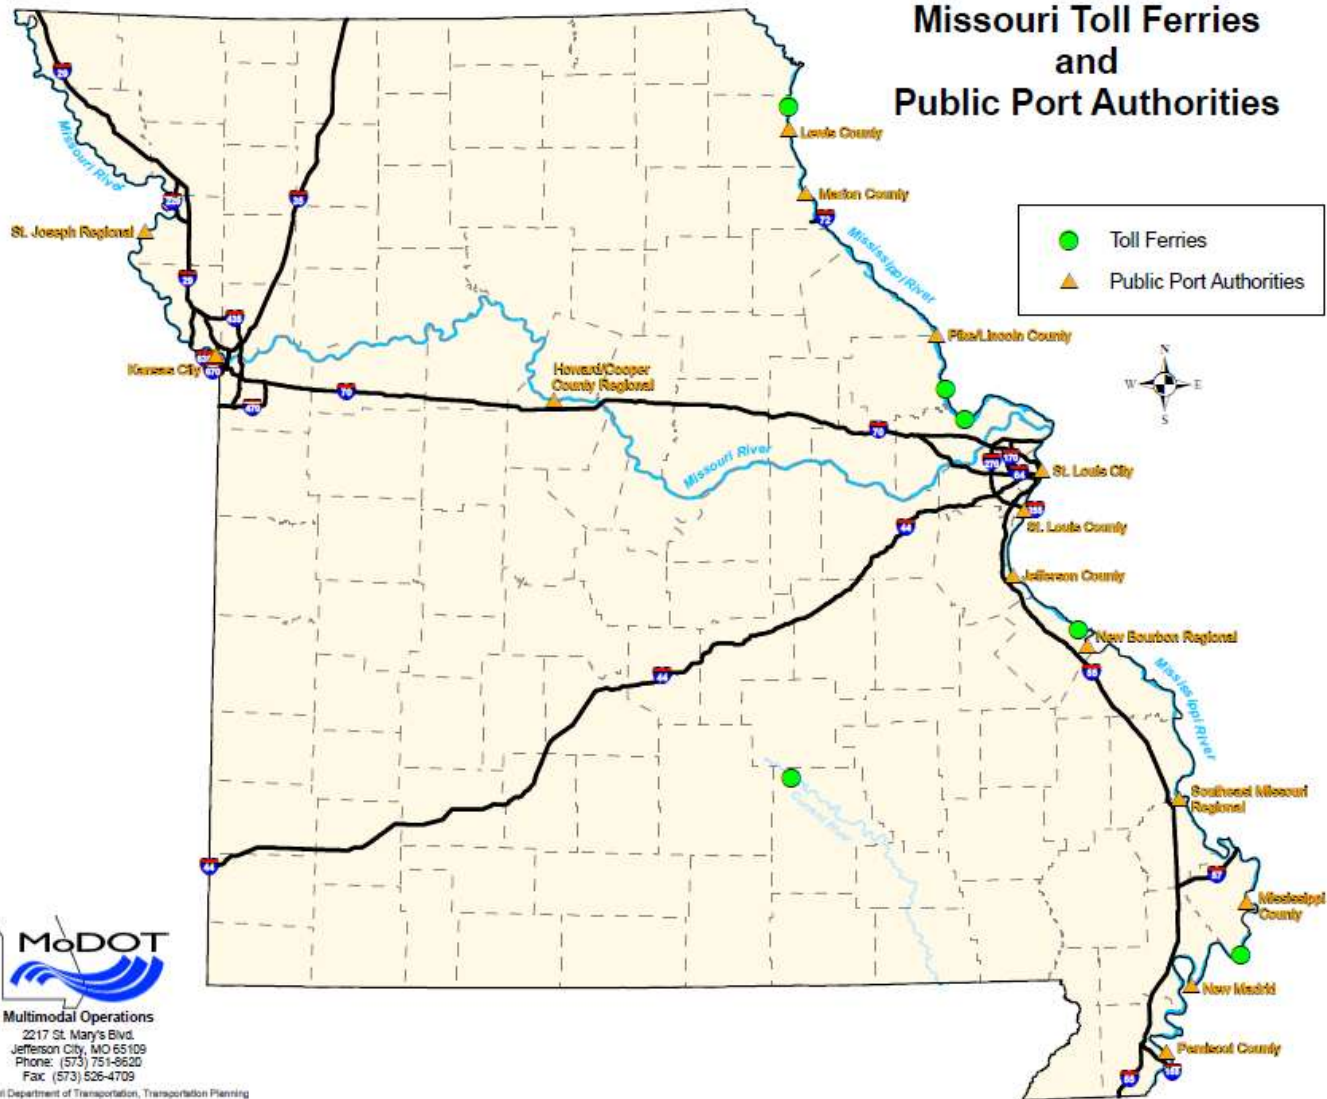 Missouri Toll Ferries
and
Public Port Authorities
Toll Ferries
Public Port Authorities
N
W
E
S
29
Missouri River
229
35
St. Joseph Regional
29
435
Kansas City
670
470
70
Howard/Cooper
County Regional
Missouri River
70
Lewis County
Marion County
72
Mississippi River
Pike/Lincoln County
270
170
64
St. Louis City
255
St. Louis County
44
Jefferson County
New Bourbon Regional
55
Mississippi River
44
Current River
Southeast Missouri
Regional
44
57
Mississippi
County
New Madrid
Pemiscot County
55
155
MoDOT
Multimodal Operations
2217 St. Mary's Blvd.
Jefferson City, MO 65109
Phone: (573) 751-8620
Fax: (573) 526-4709
ri Department of Transportation, Transportation Planning